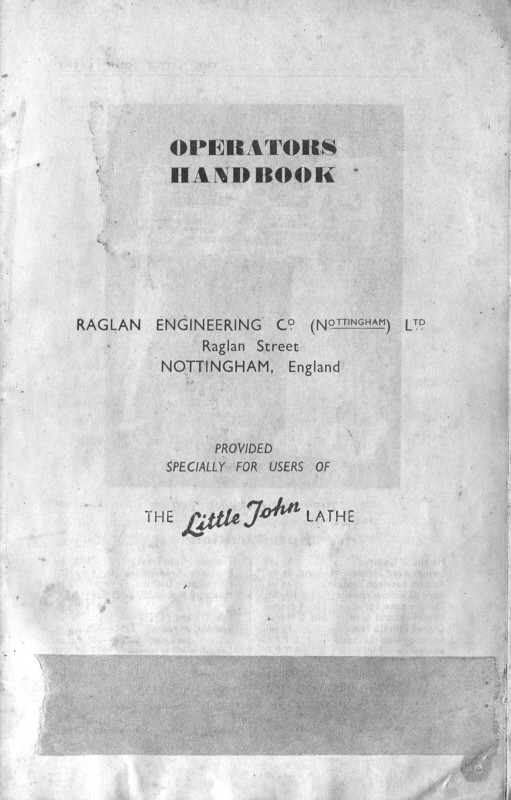 OPERATORS
HANDBOOK
RAGLAN ENGINEERING Co (NOTTINGHAM) LTD
Raglan Street
NOTTINGHAM, England
PROVIDED
SPECIALLY FOR USERS OF
THE Little John LATHE